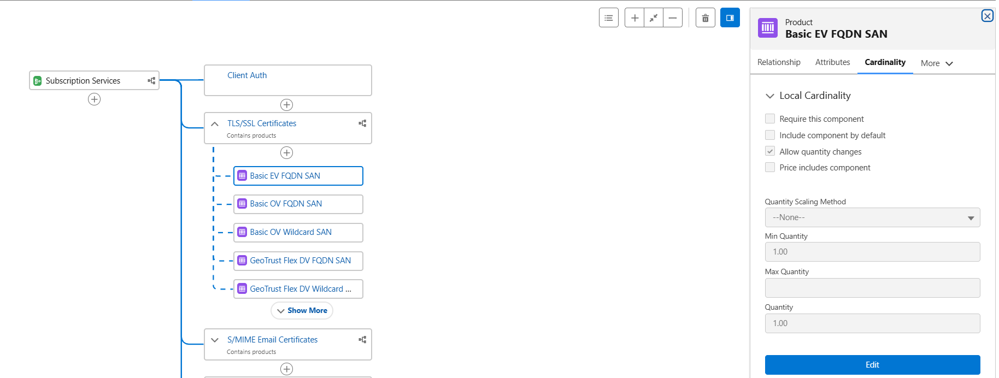 Subscription Services
Client Auth
TLS/SSL Certificates
Contains products
Basic EV FQDN SAN
Basic OV FQDN SAN
Basic OV Wildcard SAN
GeoTrust Flex DV FQDN SAN
GeoTrust Flex DV Wildcard ...
Show More
S/MIME Email Certificates
Contains products
Product
Basic EV FQDN SAN
Relationship Attributes Cardinality More
Local Cardinality
Require this component
Include component by default
Allow quantity changes
Price includes component
Quantity Scaling Method
--None--
Min Quantity
1.00
Max Quantity
Quantity
1.00
Edit